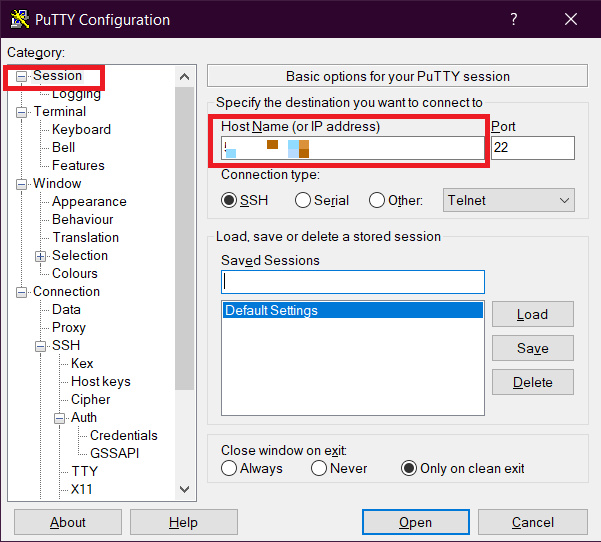 PuTTY Configuration
?
Category:
Session
Logging
Terminal
Keyboard
Bell
Features
Window
Appearance
Behaviour
Translation
Selection
Colours
Connection
Data
Proxy
SSH
Kex
Host keys
Cipher
Auth
Credentials
GSSAPI
TTY
X11
Basic options for your PuTTY session
Specify the destination you want to connect to
Host Name (or IP address) Port
22
Connection type:
SSH Serial Other: Telnet
Load, save or delete a stored session
Saved Sessions
Default Settings
Load
Save
Delete
Close window on exit:
Always Never Only on clean exit
About Help Open Cancel